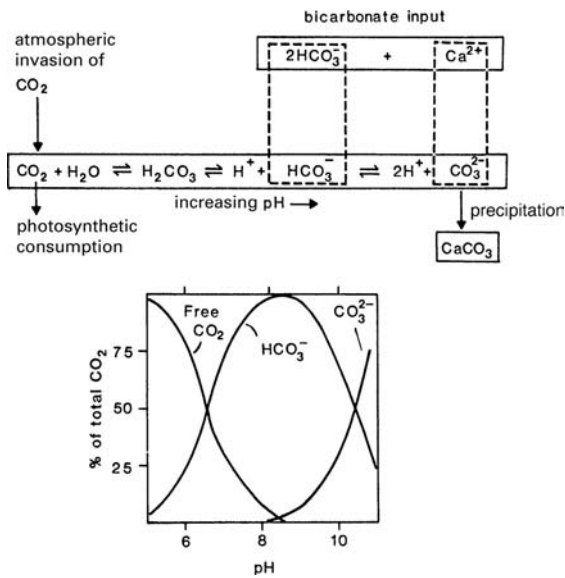 bicarbonate input
atmospheric
invasion of
CO₂
2HCO₃⁻ + Ca²⁺
CO₂ + H₂O ⇌ H₂CO₃ ⇌ H⁺ + HCO₃⁻ ⇌ 2H⁺ + CO₃²⁻
increasing pH →
precipitation
photosynthetic
consumption
CaCO₃
Free
CO₂
HCO₃⁻
CO₃²⁻
% of total CO₂
75
50
25
6 8 10
pH